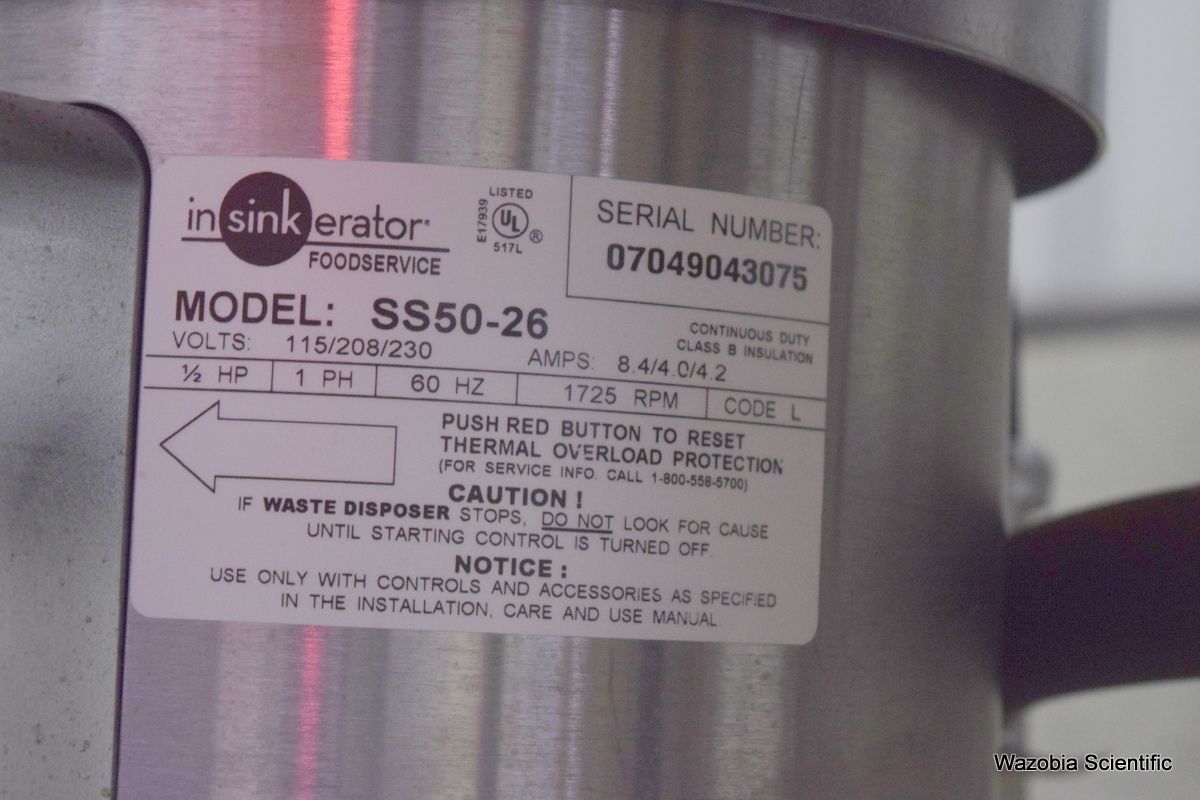 insinkerator®
FOODSERVICE
LISTED
E17939
UL
®
517L
SERIAL NUMBER:
07049043075
MODEL: SS50-26
CONTINUOUS DUTY
CLASS B INSULATION
VOLTS: 115/208/230
AMPS: 8.4/4.0/4.2
½ HP 1 PH 60 HZ 1725 RPM CODE L
PUSH RED BUTTON TO RESET
THERMAL OVERLOAD PROTECTION
(FOR SERVICE INFO. CALL 1-800-558-5700)
CAUTION !
IF WASTE DISPOSER STOPS, DO NOT LOOK FOR CAUSE
UNTIL STARTING CONTROL IS TURNED OFF.
NOTICE :
USE ONLY WITH CONTROLS AND ACCESSORIES AS SPECIFIED
IN THE INSTALLATION, CARE AND USE MANUAL
Wazobia Scientific